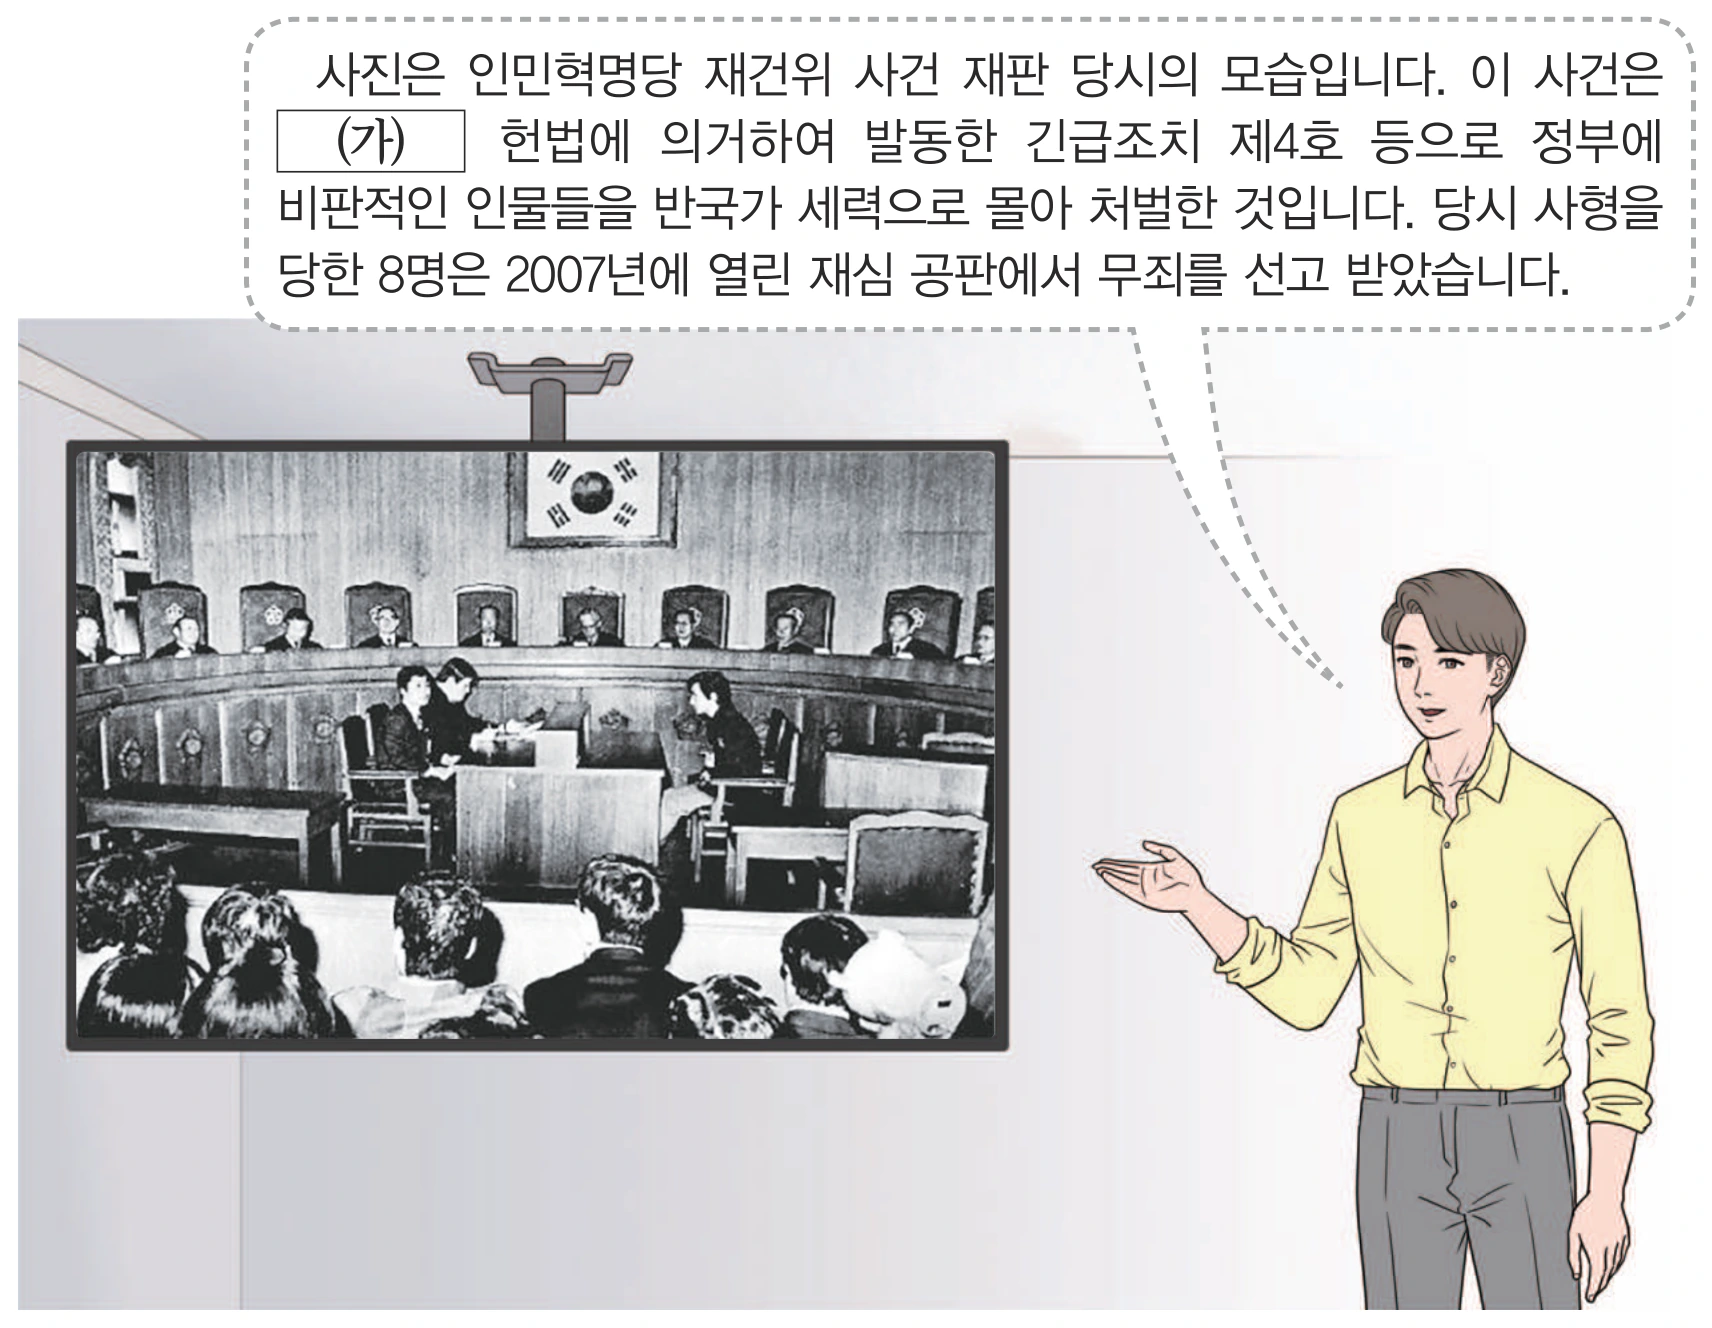 사진은 인민혁명당 재건위 사건 재판 당시의 모습입니다. 이 사건은
(가) 헌법에 의거하여 발동한 긴급조치 제4호 등으로 정부에
비판적인 인물들을 반국가 세력으로 몰아 처벌한 것입니다. 당시 사형을
당한 8명은 2007년에 열린 재심 공판에서 무죄를 선고 받았습니다.